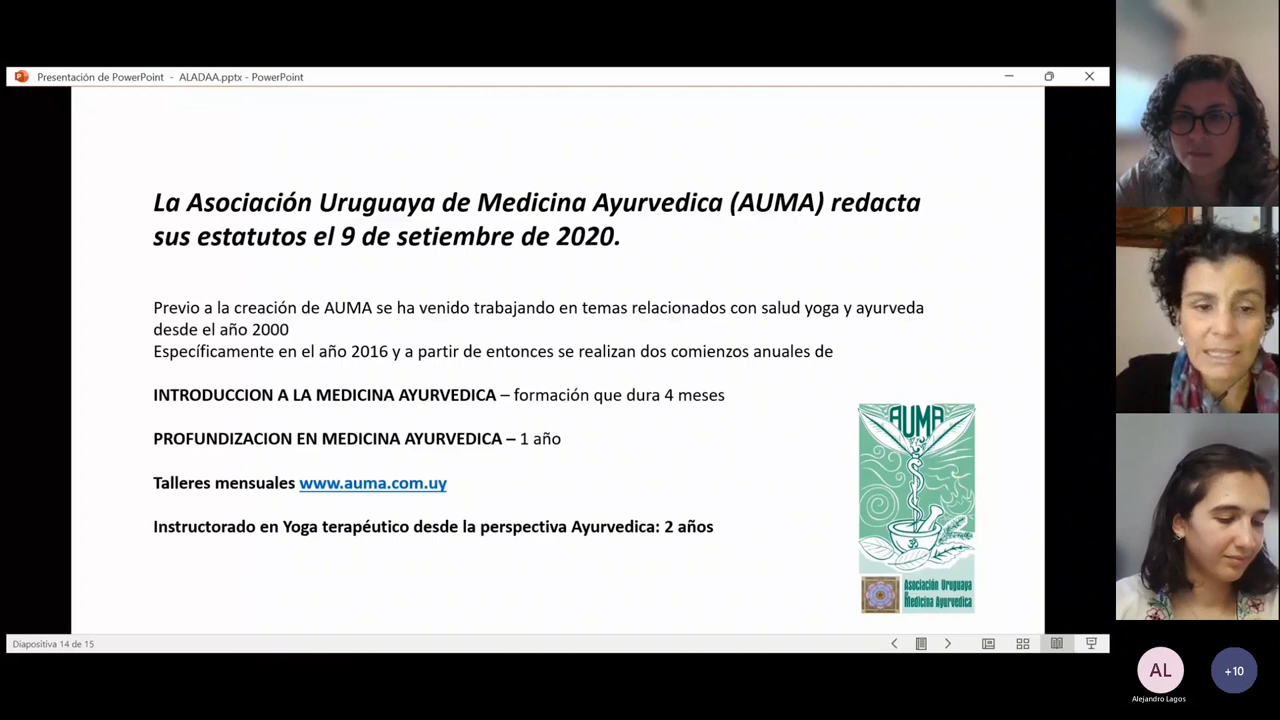 Presentación de PowerPoint - ALADAA.pptx - PowerPoint
La Asociación Uruguaya de Medicina Ayurvedica (AUMA) redacta
sus estatutos el 9 de setiembre de 2020.
Previo a la creación de AUMA se ha venido trabajando en temas relacionados con salud yoga y ayurveda
desde el año 2000
Específicamente en el año 2016 y a partir de entonces se realizan dos comienzos anuales de
INTRODUCCION A LA MEDICINA AYURVEDICA – formación que dura 4 meses
PROFUNDIZACION EN MEDICINA AYURVEDICA – 1 año
Talleres mensuales www.auma.com.uy
Instructorado en Yoga terapéutico desde la perspectiva Ayurvedica: 2 años
AUMA
ॐ
Asociación Uruguaya
de
Medicina Ayurvedica
Diapositiva 14 de 15
AL
+10
Alejandro Lagos